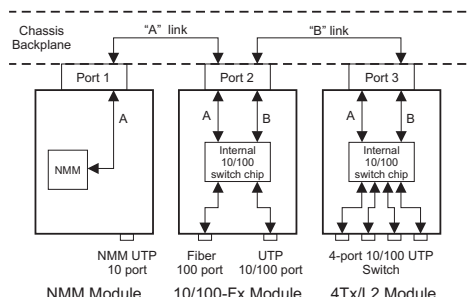 Chassis
Backplane
“A” link
“B” link
Port 1
Port 2
Port 3
A
A
B
A
B
NMM
Internal
10/100
switch chip
Internal
10/100
switch chip
NMM UTP
10 port
Fiber
100 port
UTP
10/100 port
4-port 10/100 UTP
Switch
NMM Module
10/100-Fx Module
4Tx/L2 Module